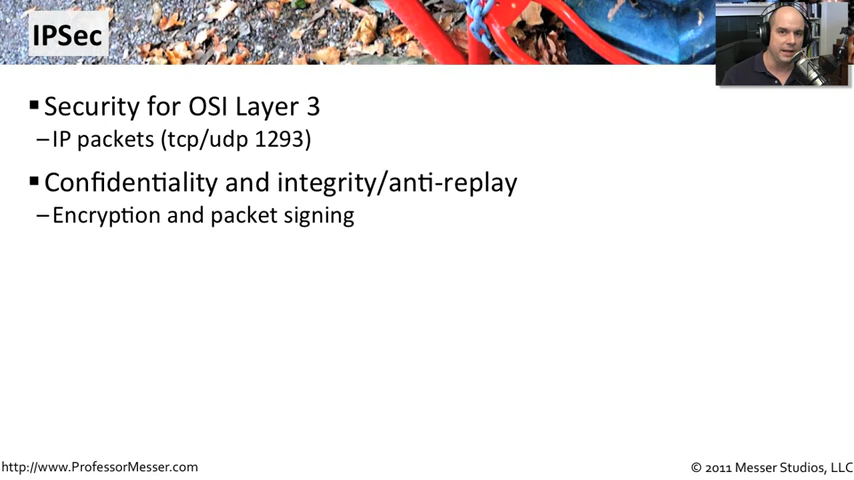 IPSec
▪Security for OSI Layer 3
–IP packets (tcp/udp 1293)
▪Confidentiality and integrity/anti-replay
–Encryption and packet signing
http://www.ProfessorMesser.com
© 2011 Messer Studios, LLC